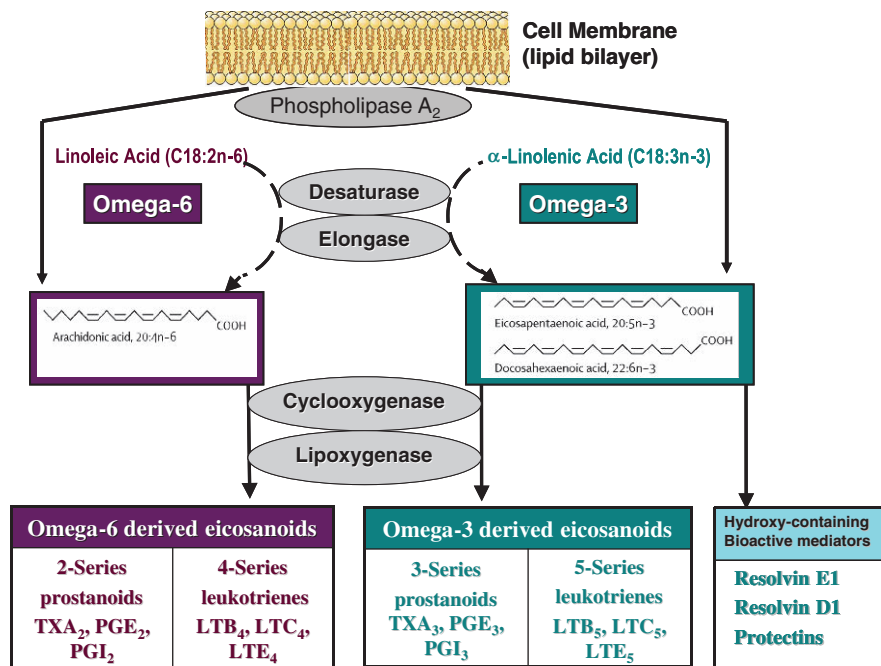 Cell Membrane
(lipid bilayer)
Phospholipase A₂
Linoleic Acid (C18:2n-6)
α-Linolenic Acid (C18:3n-3)
Omega-6
Desaturase
Elongase
Omega-3
COOH
Arachidonic acid, 20:4n–6
COOH
Eicosapentaenoic acid, 20:5n–3
COOH
Docosahexaenoic acid, 22:6n–3
Cyclooxygenase
Lipoxygenase
Omega-6 derived eicosanoids
2-Series
prostanoids
TXA₂, PGE₂,
PGI₂
4-Series
leukotrienes
LTB₄, LTC₄,
LTE₄
Omega-3 derived eicosanoids
3-Series
prostanoids
TXA₃, PGE₃,
PGI₃
5-Series
leukotrienes
LTB₅, LTC₅,
LTE₅
Hydroxy-containing
Bioactive mediators
Resolvin E1
Resolvin D1
Protectins